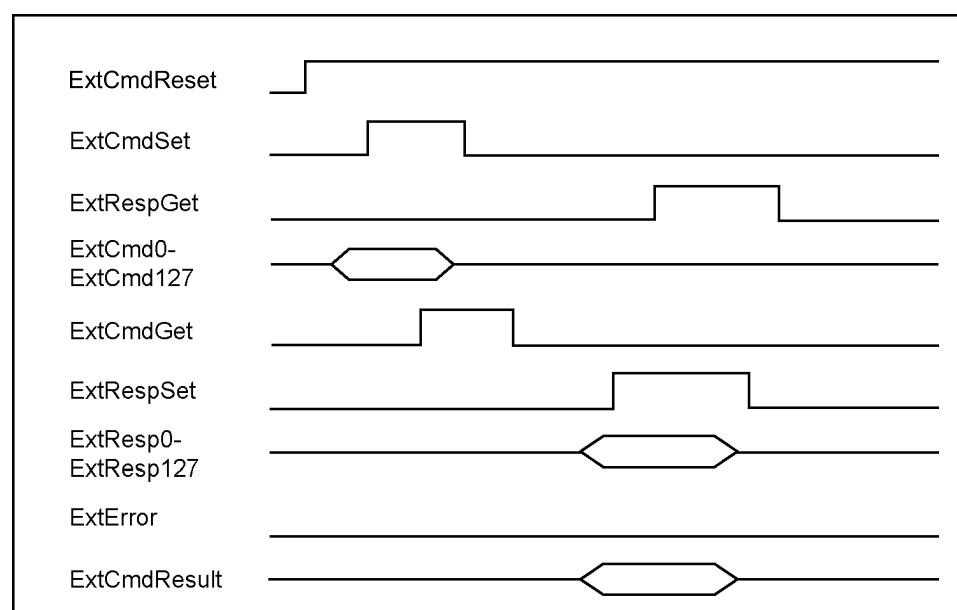 ExtCmdReset
ExtCmdSet
ExtRespGet
ExtCmd0-
ExtCmd127
ExtCmdGet
ExtRespSet
ExtResp0-
ExtResp127
ExtError
ExtCmdResult